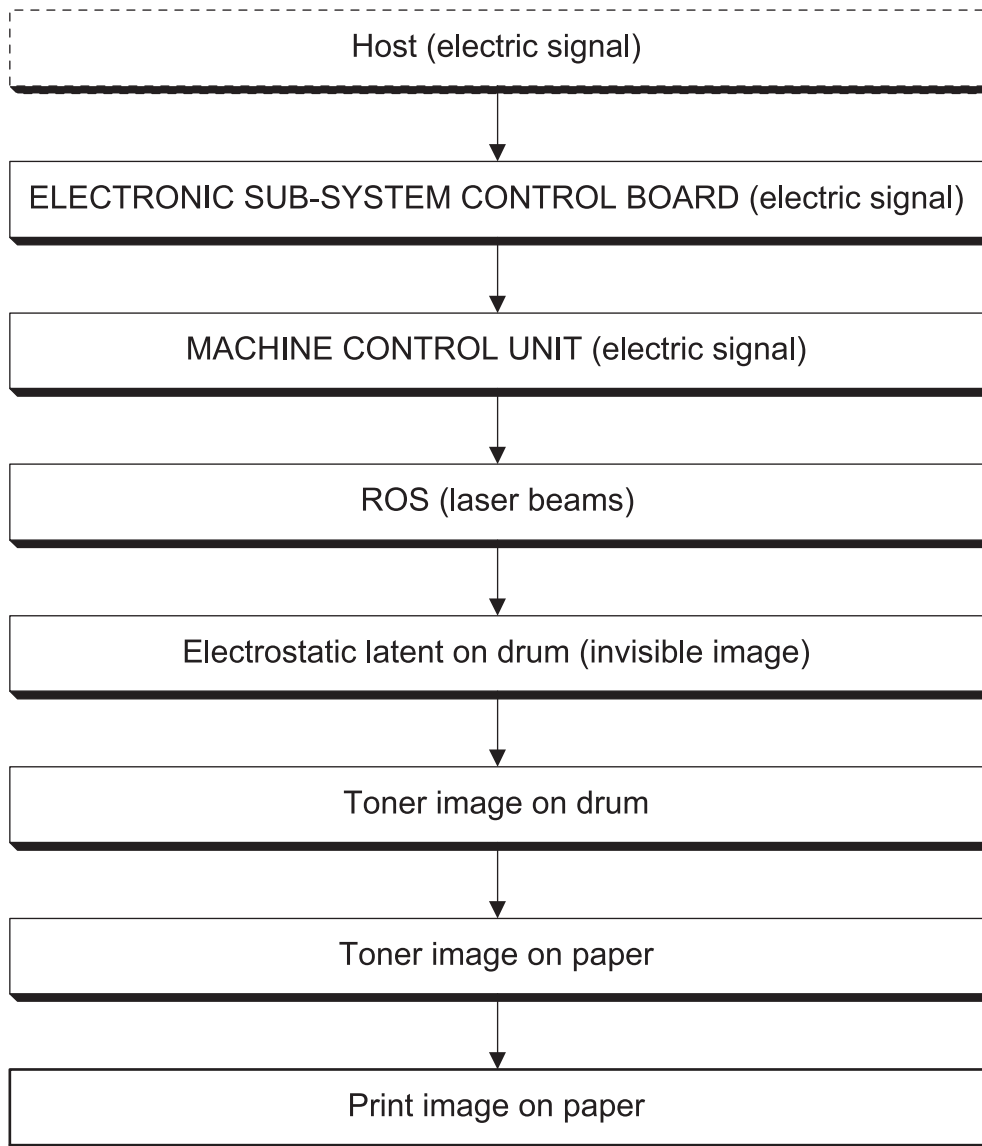 Host (electric signal)
ELECTRONIC SUB-SYSTEM CONTROL BOARD (electric signal)
MACHINE CONTROL UNIT (electric signal)
ROS (laser beams)
Electrostatic latent on drum (invisible image)
Toner image on drum
Toner image on paper
Print image on paper